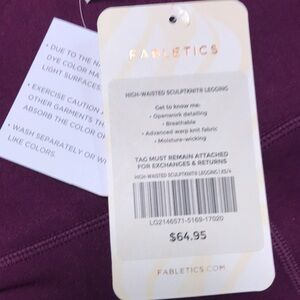 • DUE TO THE NA
DYE COLOR MA
LIGHT SURFACES
• EXERCISE CAUTION
OTHER GARMENTS T
ABSORB THE COLOR O
• WASH SEPARATELY OR WI
LIKE COLORS.
FABLETICS
HIGH-WAISTED SCULPTKNIT® LEGGING
Get to know me:
• Openwork detailing
• Breathable
• Advanced warp knit fabric
• Moisture-wicking
TAG MUST REMAIN ATTACHED
FOR EXCHANGES & RETURNS
HIGH-WAISTED SCULPTKNIT® LEGGING | XS/4
LG2146571-5169-17020
$64.95
FABLETICS.COM